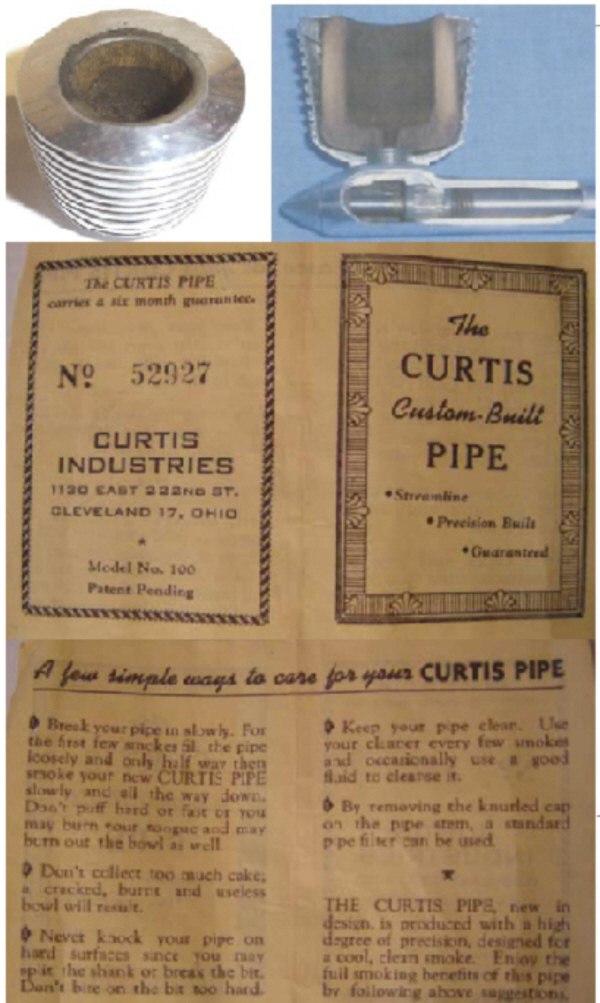 The CURTIS PIPE
carries a six month guarantee.
Nº 52927
CURTIS
INDUSTRIES
1130 EAST 222ND ST.
CLEVELAND 17, OHIO
Model No. 100
Patent Pending
The
CURTIS
Custom-Built
PIPE
*Streamline
*Precision Built
*Guaranteed
A few simple ways to care for your CURTIS PIPE
Break your pipe in slowly. For
the first few smokes fill the pipe
loosely and only half way then
smoke your new CURTIS PIPE
slowly and all the way down.
Don't puff hard or fast or you
may burn your tongue and may
burn out the bowl as well.
Don't collect too much cake;
a cracked, burnt and useless
bowl will result.
Never knock your pipe on
hard surfaces since you may
split the shank or break the bit.
Don't bite on the bit too hard.
Keep your pipe clean. Use
your cleaner every few smokes
and occasionally use a good
fluid to cleanse it.
By removing the knurled cap
on the pipe stem, a standard
pipe filter can be used.
THE CURTIS PIPE, new in
design, is produced with a high
degree of precision, designed for
a cool, clean smoke. Enjoy the
full smoking benefits of this pipe
by following above suggestions.